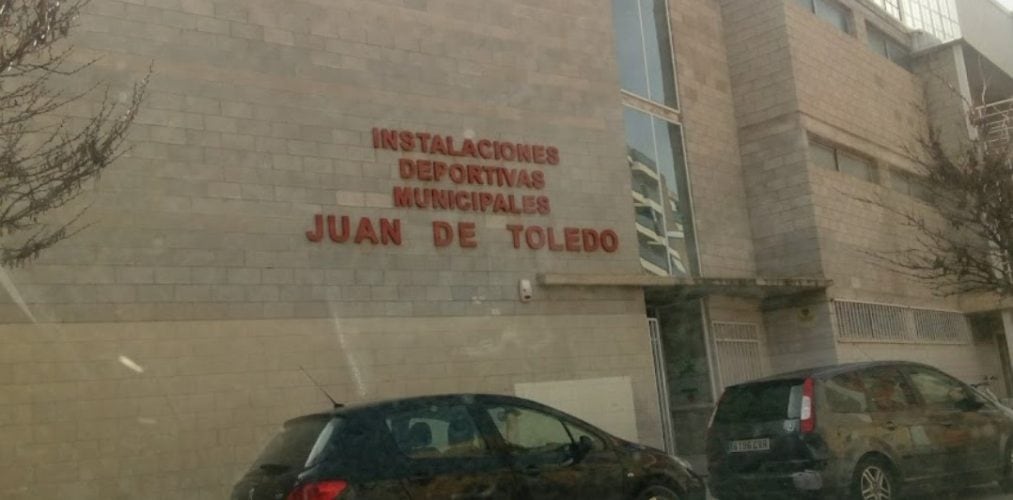 INSTALACIONES
DEPORTIVAS
MUNICIPALES
JUAN DE TOLEDO